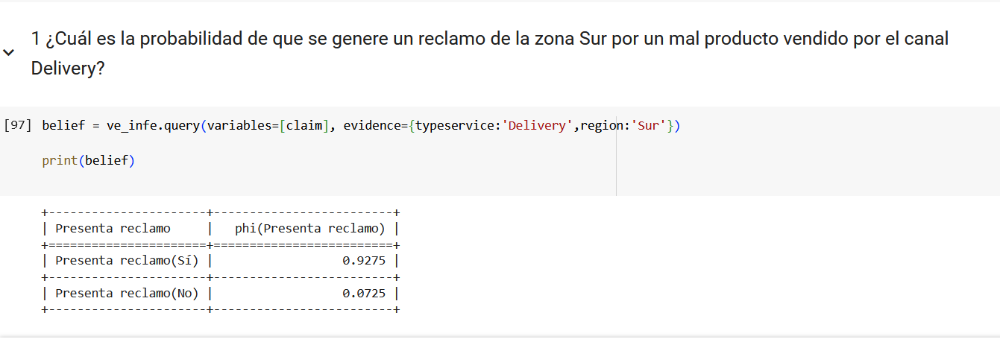 1 ¿Cuál es la probabilidad de que se genere un reclamo de la zona Sur por un mal producto vendido por el canal
Delivery?
[97] belief = ve_infe.query(variables=[claim], evidence={typeservice:'Delivery',region:'Sur'})
print(belief)
+----------------------+-------------------------+
| Presenta reclamo     |   phi(Presenta reclamo) |
+======================+=========================+
| Presenta reclamo(Sí) |                  0.9275 |
+----------------------+-------------------------+
| Presenta reclamo(No) |                  0.0725 |
+----------------------+-------------------------+